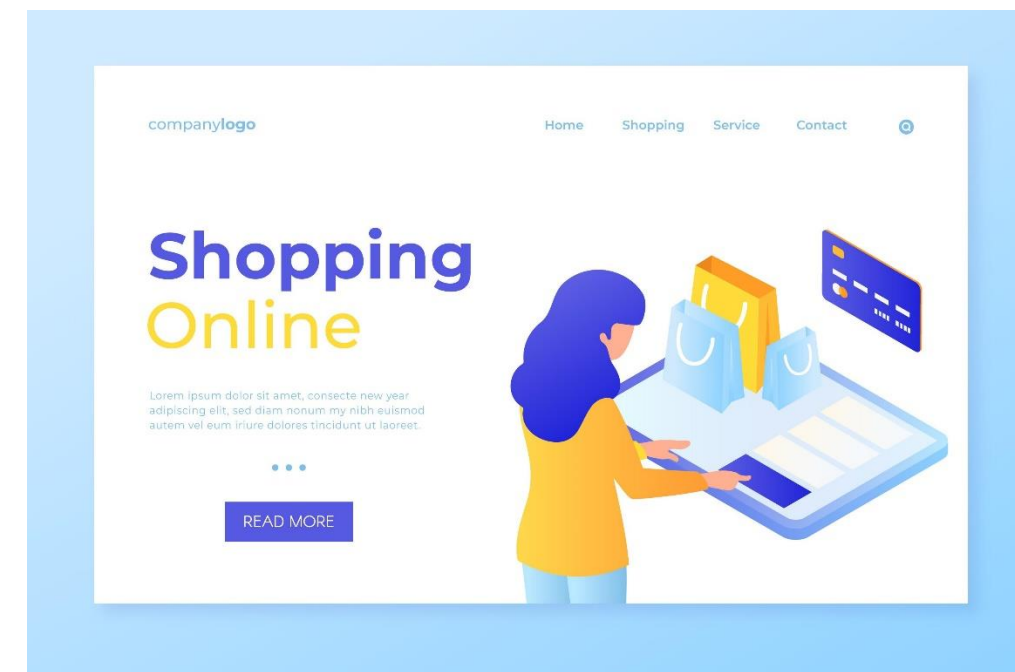 companylogo
Home Shopping Service Contact
Shopping
Online
Lorem ipsum dolor sit amet, consecte new year
adipiscing elit, sed diam nonum my nibh euismod
autem vel eum iriure dolores tincidunt ut laoreet.
READ MORE